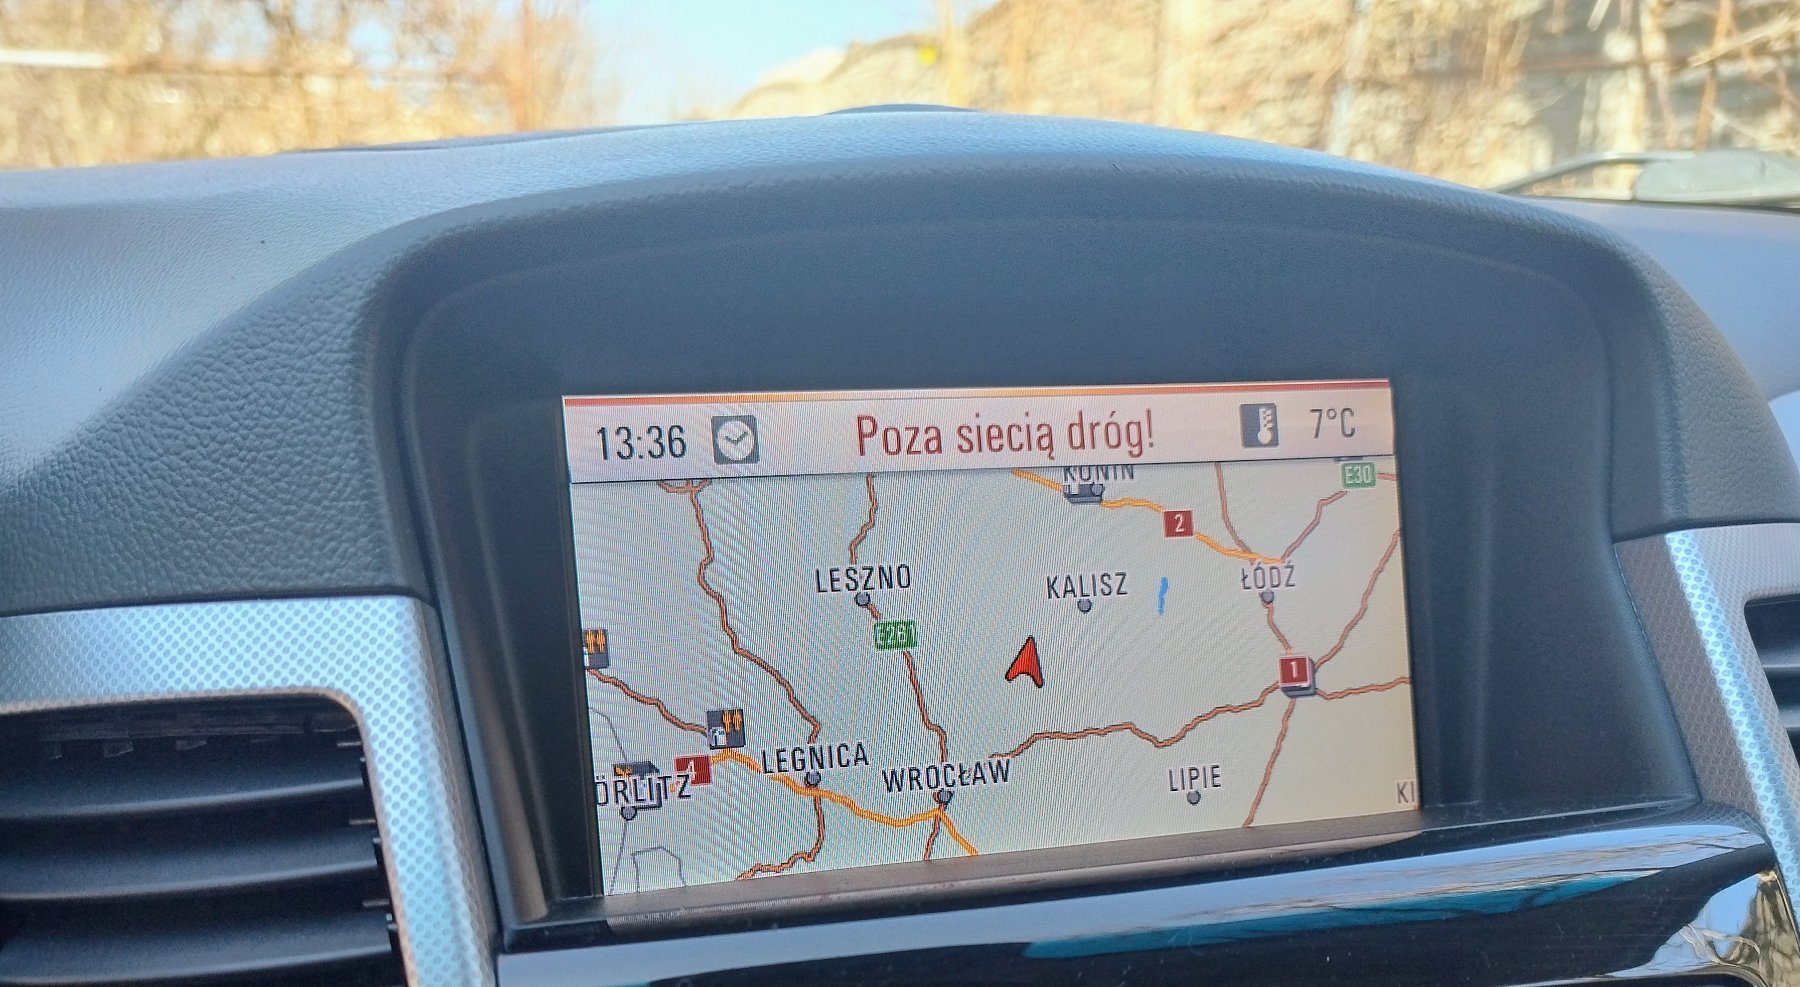 13:36 Poza siecią dróg! 7°C
KONIN
E30
2
LESZNO
KALISZ
ŁÓDŹ
E261
1
LEGNICA
WROCŁAW
4
ÖRLITZ
LIPIE
KI